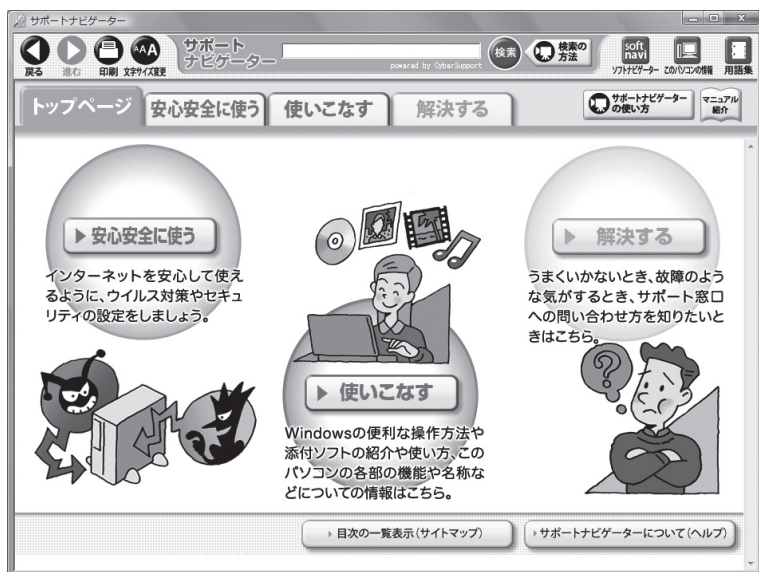 サポートナビゲーター
戻る
進む
印刷
AAA
文字サイズ変更
サポート
ナビゲーター
powered by CybarSupport
検索
検索の
方法
soft
navi
ソフトナビゲーター
このパソコンの情報
用語集
トップページ
安心安全に使う
使いこなす
解決する
サポートナビゲーター
の使い方
マニュアル
紹介
安心安全に使う
インターネットを安心して使え
るように、ウイルス対策やセキュ
リティの設定をしましょう。
使いこなす
Windowsの便利な操作方法や
添付ソフトの紹介や使い方、この
パソコンの各部の機能や名称な
どについての情報はこちら。
解決する
うまくいかないとき、故障のよう
な気がするとき、サポート窓口
への問い合わせ方を知りたいと
きはこちら。
?
目次の一覧表示(サイトマップ)
サポートナビゲーターについて(ヘルプ)